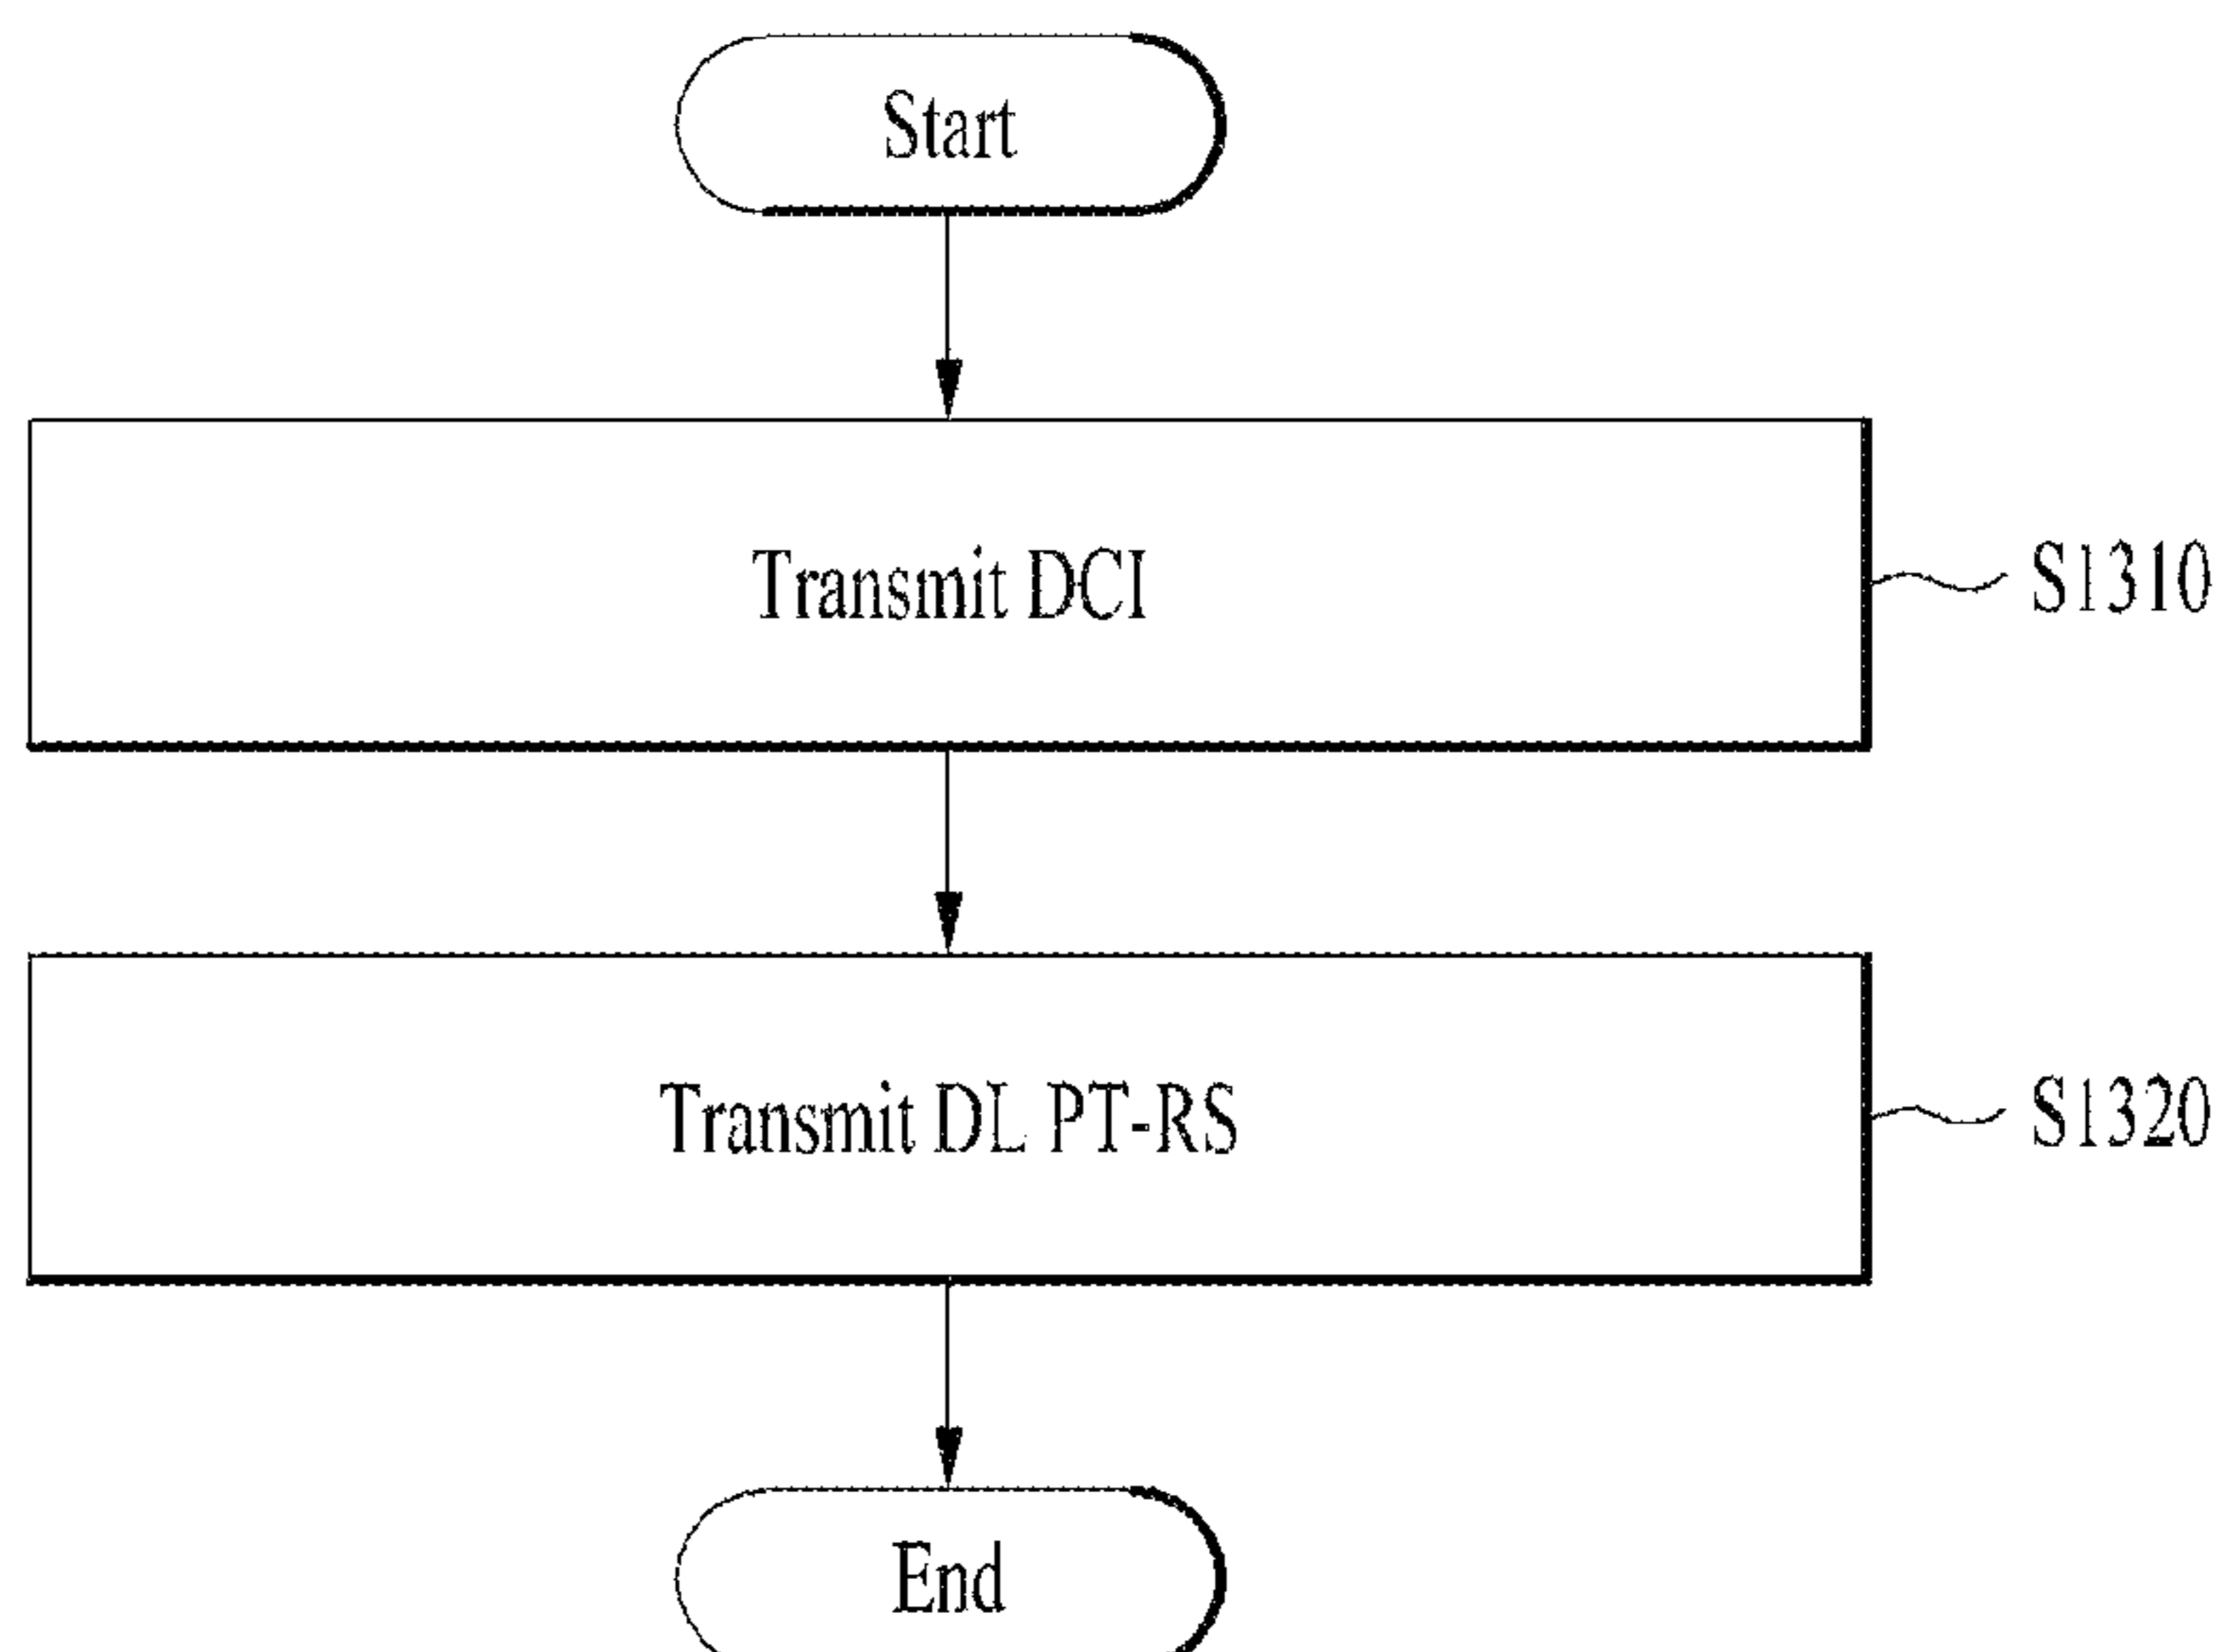 Start
Transmit DCI
S1310
Transmit DL PT-RS
S1320
End